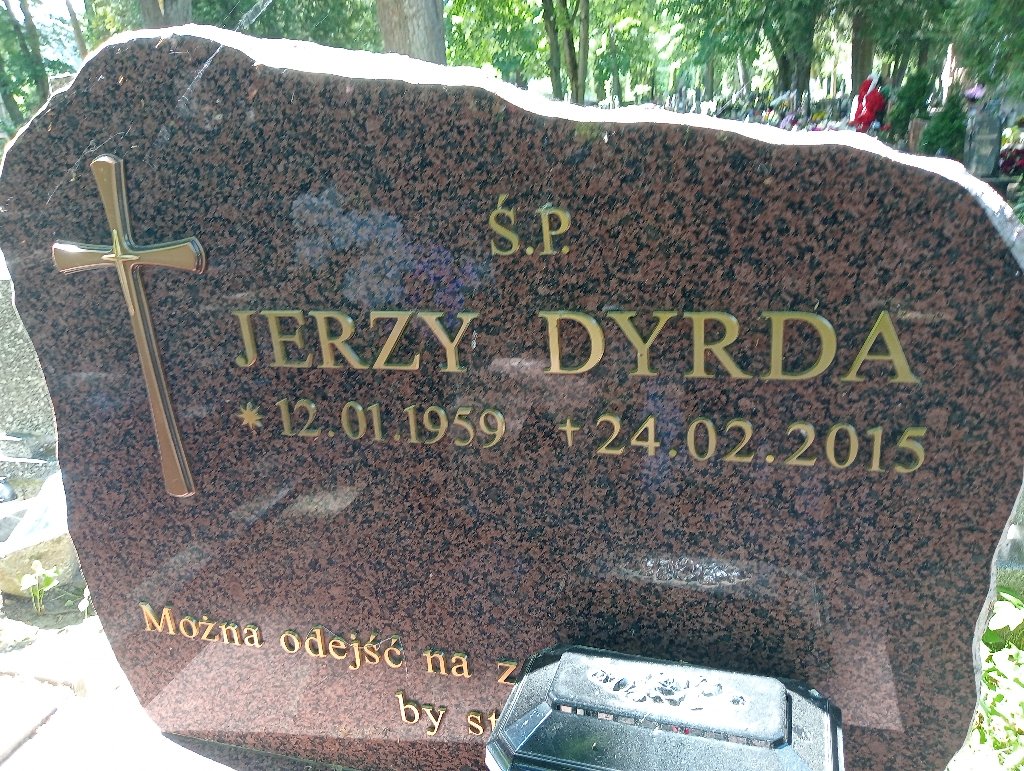 Ś.P.
JERZY DYRDA
* 12.01.1959 + 24.02.2015
Można odejść na
by